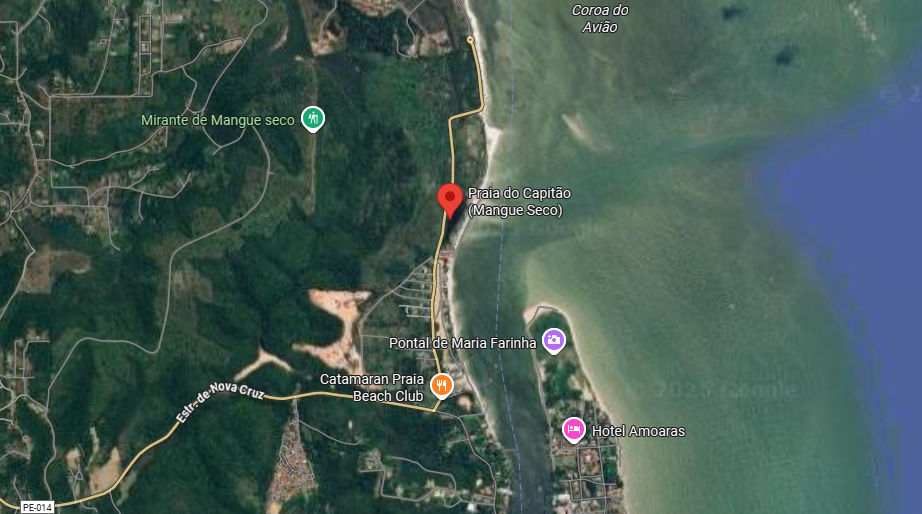 Coroa do
Avião
Mirante de Mangue seco
Praia do Capitão
(Mangue Seco)
Pontal de Maria Farinha
Catamaran Praia
Beach Club
Estr. de Nova Cruz
Hotel Amoaras
PE-014